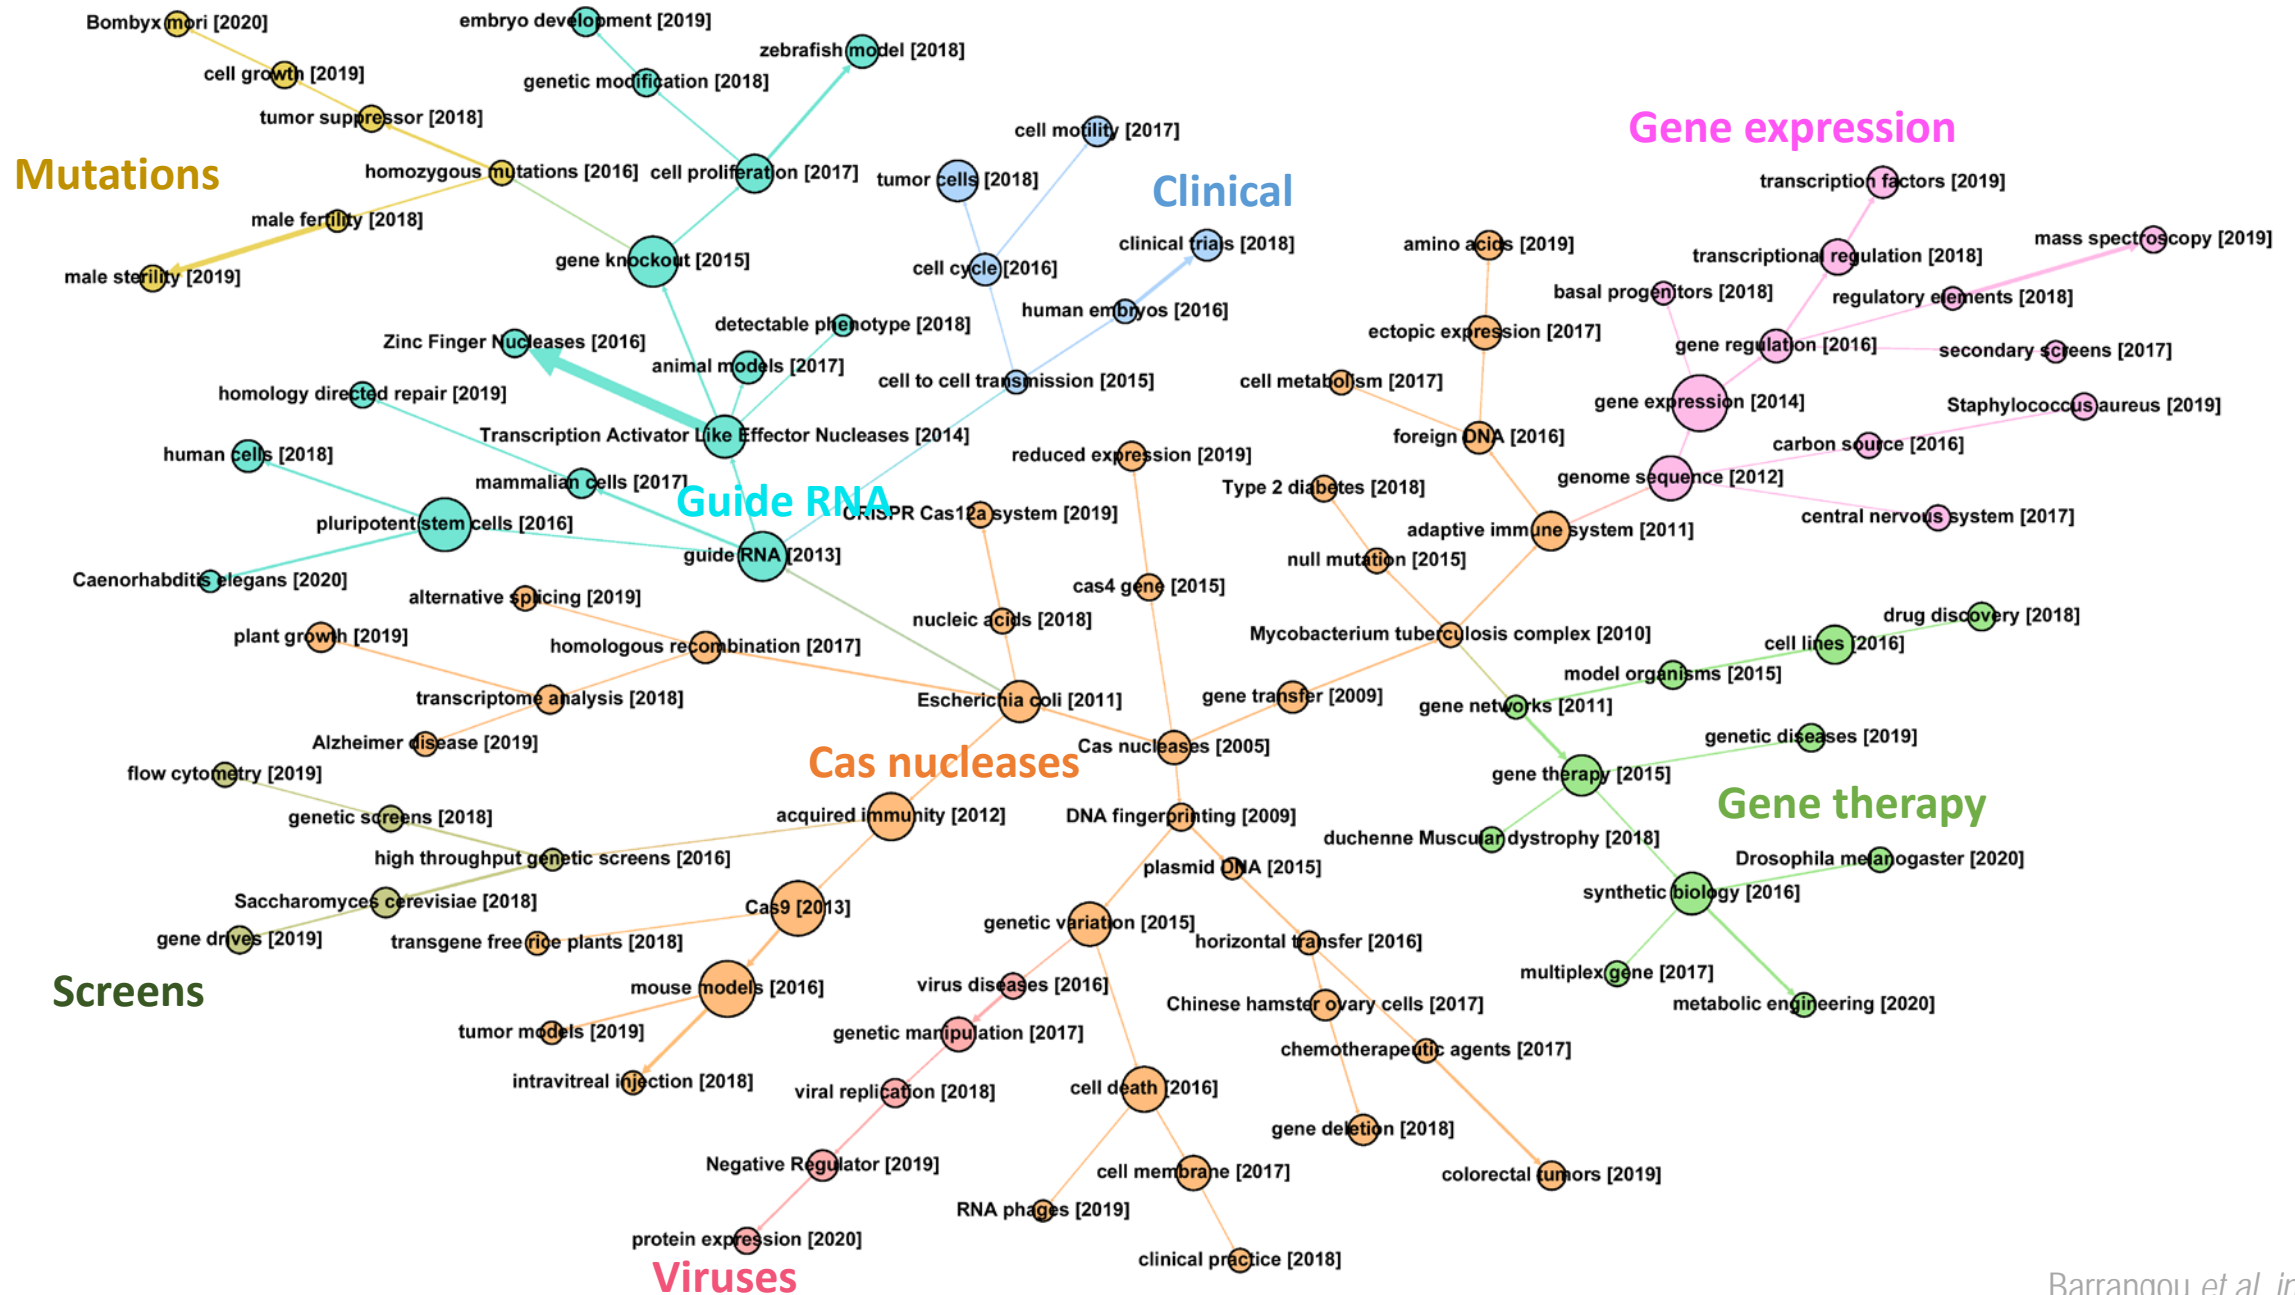 Bombyx mori [2020]
embryo development [2019]
zebrafish model [2018]
cell growth [2019]
genetic modification [2018]
tumor suppressor [2018]
Gene expression
cell motility [2017]
Mutations
homozygous mutations [2016]
cell proliferation [2017]
tumor cells [2018]
Clinical
transcription factors [2019]
male fertility [2018]
clinical trials [2018]
amino acids [2019]
mass spectroscopy [2019]
gene knockout [2015]
cell cycle [2016]
transcriptional regulation [2018]
male sterility [2019]
basal progenitors [2018]
regulatory elements [2018]
human embryos [2016]
detectable phenotype [2018]
ectopic expression [2017]
Zinc Finger Nucleases [2016]
gene regulation [2016]
secondary screens [2017]
animal models [2017]
cell to cell transmission [2015]
cell metabolism [2017]
homology directed repair [2019]
gene expression [2014]
Staphylococcus aureus [2019]
Transcription Activator Like Effector Nucleases [2014]
foreign DNA [2016]
carbon source [2016]
human cells [2018]
reduced expression [2019]
mammalian cells [2017]
Type 2 diabetes [2018]
genome sequence [2012]
Guide RNA
CRISPR Cas12a system [2019]
central nervous system [2017]
pluripotent stem cells [2016]
adaptive immune system [2011]
guide RNA [2013]
null mutation [2015]
Caenorhabditis elegans [2020]
cas4 gene [2015]
alternative splicing [2019]
drug discovery [2018]
nucleic acids [2018]
plant growth [2019]
homologous recombination [2017]
Mycobacterium tuberculosis complex [2010]
cell lines [2016]
model organisms [2015]
transcriptome analysis [2018]
Escherichia coli [2011]
gene transfer [2009]
gene networks [2011]
Alzheimer disease [2019]
Cas nucleases [2005]
genetic diseases [2019]
Cas nucleases
flow cytometry [2019]
gene therapy [2015]
Gene therapy
genetic screens [2018]
acquired immunity [2012]
DNA fingerprinting [2009]
duchenne Muscular dystrophy [2018]
high throughput genetic screens [2016]
plasmid DNA [2015]
Drosophila melanogaster [2020]
Saccharomyces cerevisiae [2018]
Cas9 [2013]
synthetic biology [2016]
genetic variation [2015]
gene drives [2019]
transgene free rice plants [2018]
horizontal transfer [2016]
multiplex gene [2017]
Screens
mouse models [2016]
virus diseases [2016]
Chinese hamster ovary cells [2017]
metabolic engineering [2020]
tumor models [2019]
genetic manipulation [2017]
chemotherapeutic agents [2017]
intravitreal injection [2018]
viral replication [2018]
cell death [2016]
gene deletion [2018]
Negative Regulator [2019]
cell membrane [2017]
colorectal tumors [2019]
RNA phages [2019]
protein expression [2020]
clinical practice [2018]
Viruses
Barrangou et al